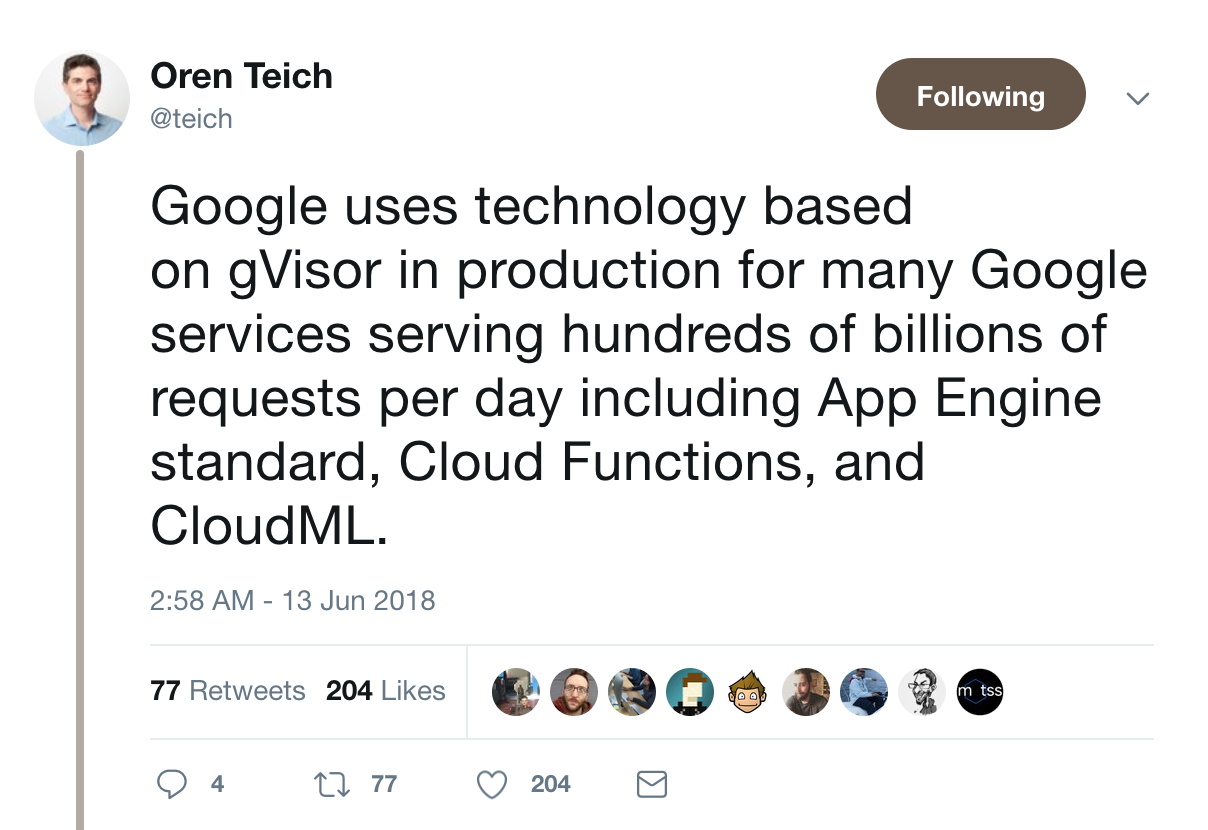 Oren Teich
@teich
Following
Google uses technology based
on gVisor in production for many Google
services serving hundreds of billions of
requests per day including App Engine
standard, Cloud Functions, and
CloudML.
2:58 AM - 13 Jun 2018
77 Retweets 204 Likes
m tss
4 77 204